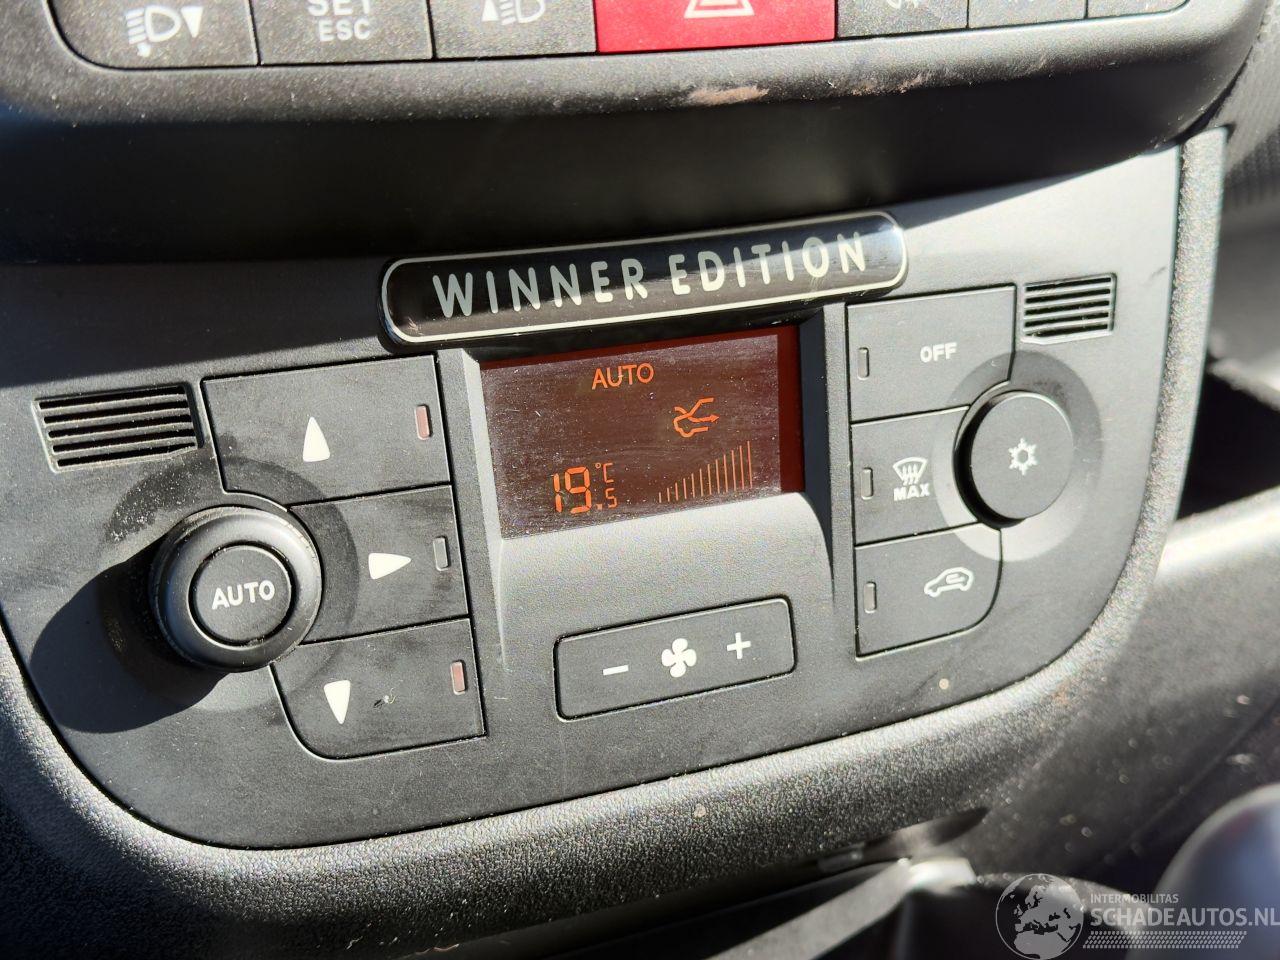 SET
ESC
WINNER EDITION
AUTO
19.5 °C
OFF
MAX
AUTO
- +
INTERMOBILITAS
SCHADEAUTOS.NL